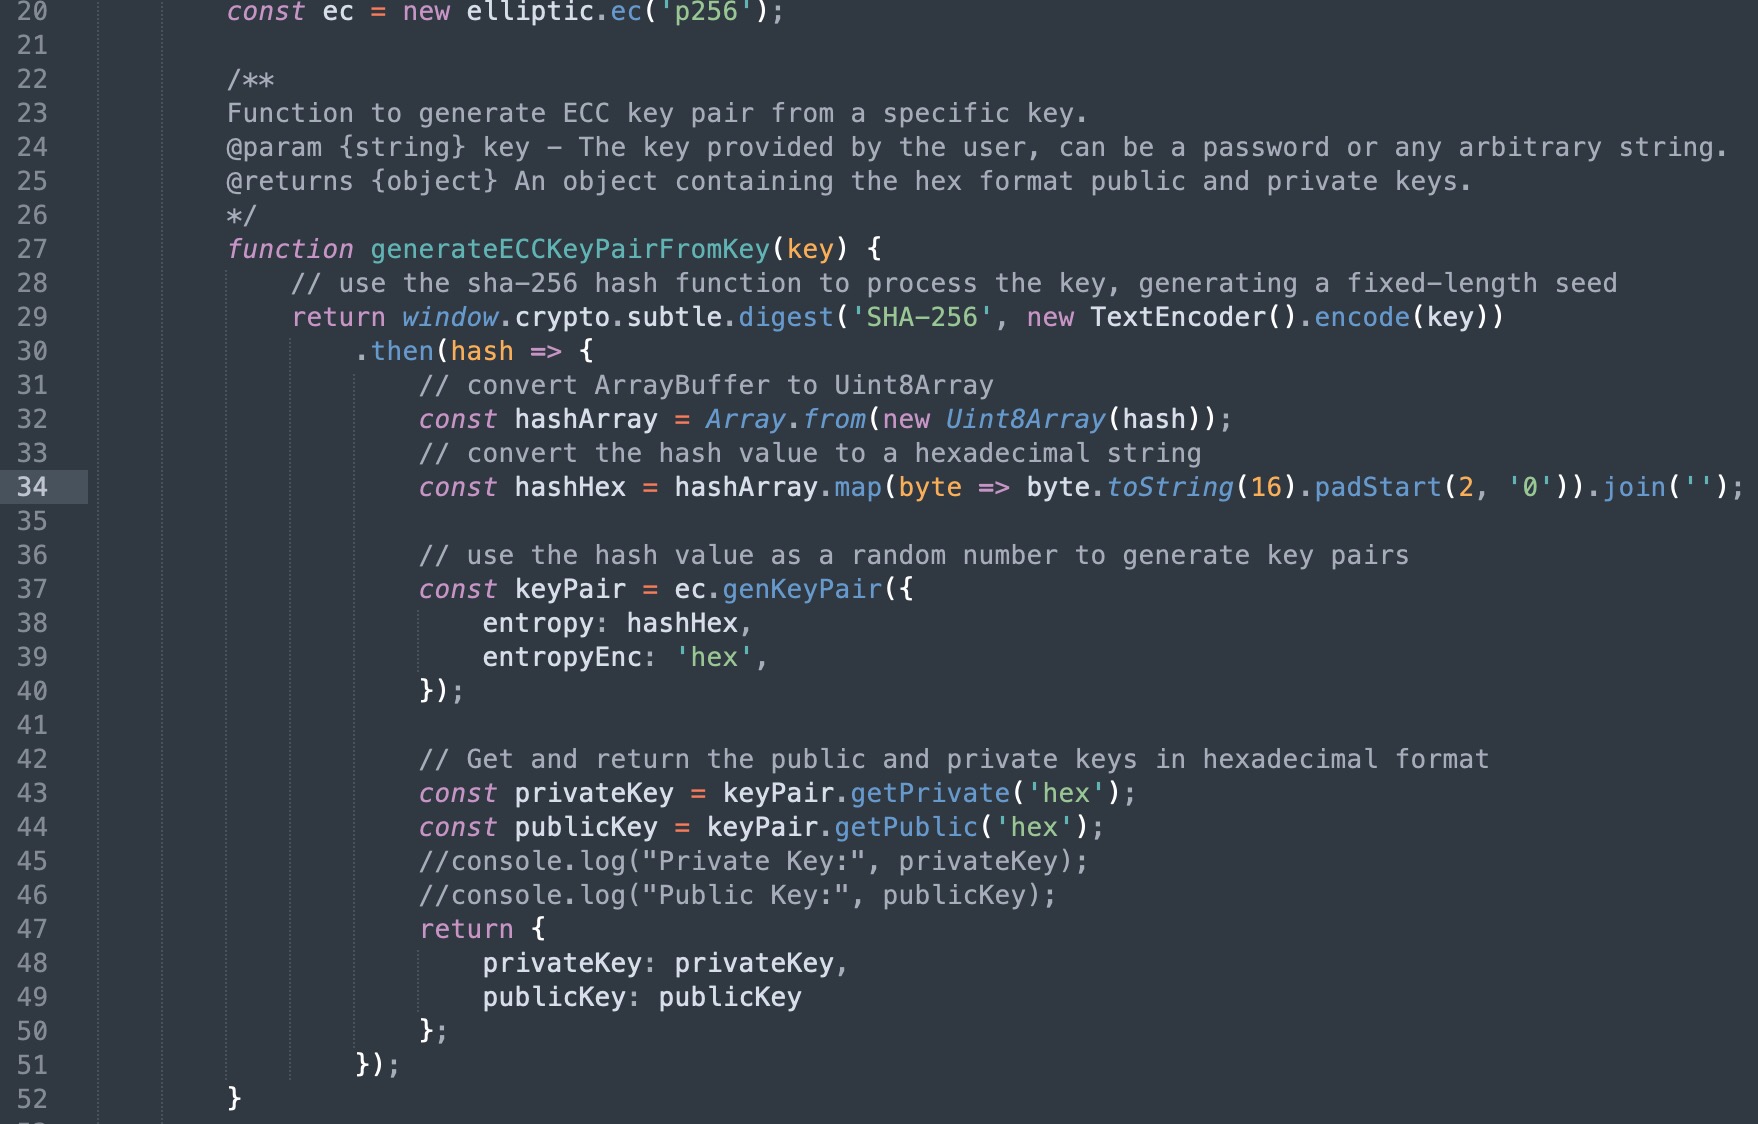 20 const ec = new elliptic.ec('p256');
21
22 /**
23 Function to generate ECC key pair from a specific key.
24 @param {string} key – The key provided by the user, can be a password or any arbitrary string.
25 @returns {object} An object containing the hex format public and private keys.
26 */
27 function generateECCKeyPairFromKey(key) {
28 // use the sha-256 hash function to process the key, generating a fixed-length seed
29 return window.crypto.subtle.digest('SHA-256', new TextEncoder().encode(key))
30 .then(hash => {
31 // convert ArrayBuffer to Uint8Array
32 const hashArray = Array.from(new Uint8Array(hash));
33 // convert the hash value to a hexadecimal string
34 const hashHex = hashArray.map(byte => byte.toString(16).padStart(2, '0')).join('');
35
36 // use the hash value as a random number to generate key pairs
37 const keyPair = ec.genKeyPair({
38 entropy: hashHex,
39 entropyEnc: 'hex',
40 });
41
42 // Get and return the public and private keys in hexadecimal format
43 const privateKey = keyPair.getPrivate('hex');
44 const publicKey = keyPair.getPublic('hex');
45 //console.log("Private Key:", privateKey);
46 //console.log("Public Key:", publicKey);
47 return {
48 privateKey: privateKey,
49 publicKey: publicKey
50 };
51 });
52 }